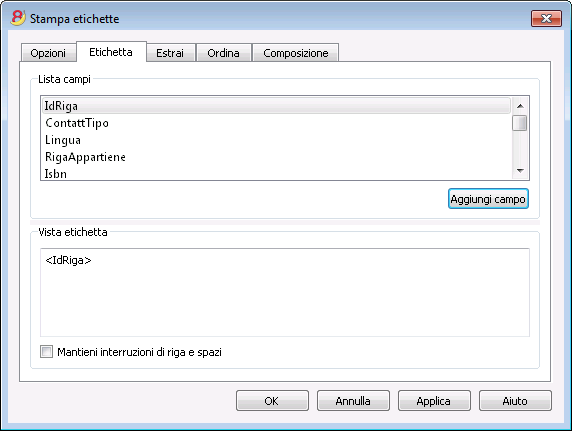 Stampa etichette
Opzioni Etichetta Estrai Ordina Composizione
Lista campi
IdRiga
ContattTipo
Lingua
RigaAppartiene
Isbn
Aggiungi campo
Vista etichetta
<IdRiga>
Mantieni interruzioni di riga e spazi
OK Annulla Applica Aiuto